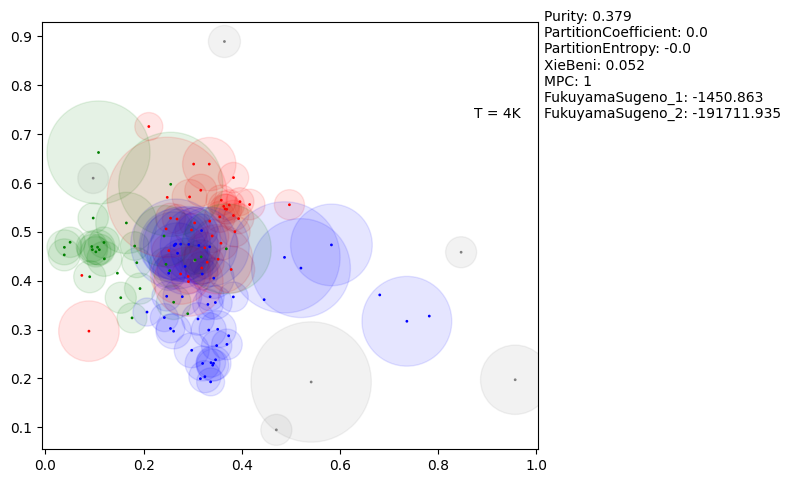 Purity: 0.379
PartitionCoefficient: 0.0
PartitionEntropy: -0.0
XieBeni: 0.052
MPC: 1
FukuyamaSugeno_1: -1450.863
FukuyamaSugeno_2: -191711.935
T = 4K
0.9
0.8
0.7
0.6
0.5
0.4
0.3
0.2
0.1
0.0 0.2 0.4 0.6 0.8 1.0